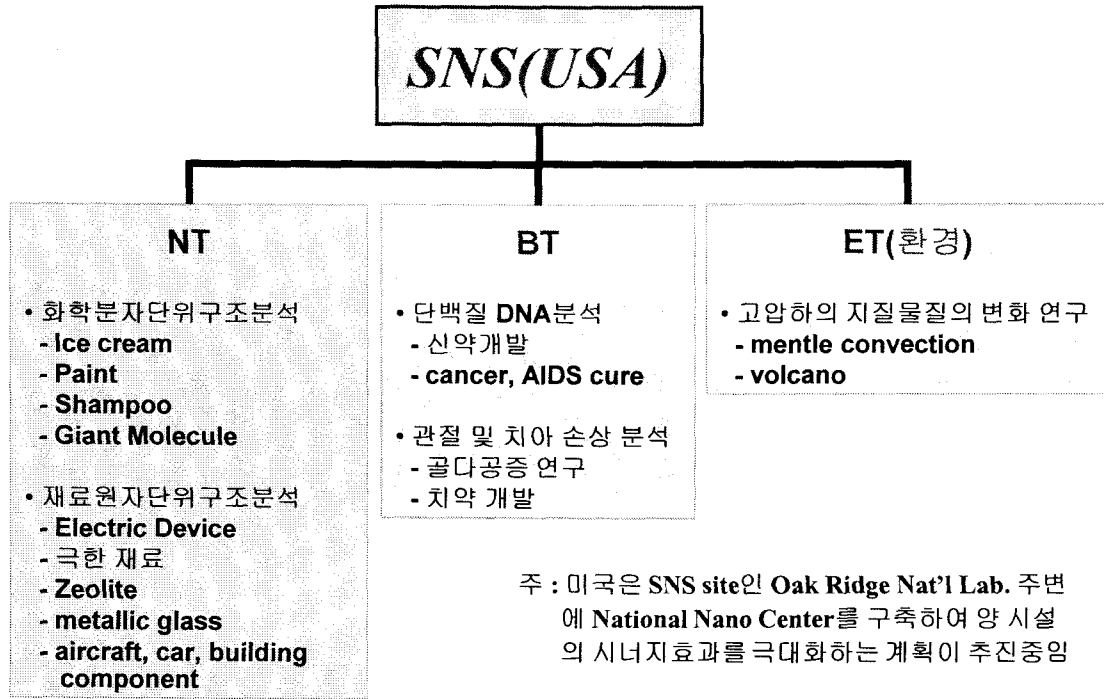 SNS(USA)
NT
• 화학분자단위구조분석
- Ice cream
- Paint
- Shampoo
- Giant Molecule
• 재료원자단위구조분석
- Electric Device
- 극한 재료
- Zeolite
- metallic glass
- aircraft, car, building
component
BT
• 단백질 DNA분석
- 신약개발
- cancer, AIDS cure
• 관절 및 치아 손상 분석
- 골다공증 연구
- 치약 개발
ET(환경)
• 고압하의 지질물질의 변화 연구
- mentle convection
- volcano
주 : 미국은 SNS site인 Oak Ridge Nat'l Lab. 주변
에 National Nano Center를 구축하여 양 시설
의 시너지효과를 극대화하는 계획이 추진중임